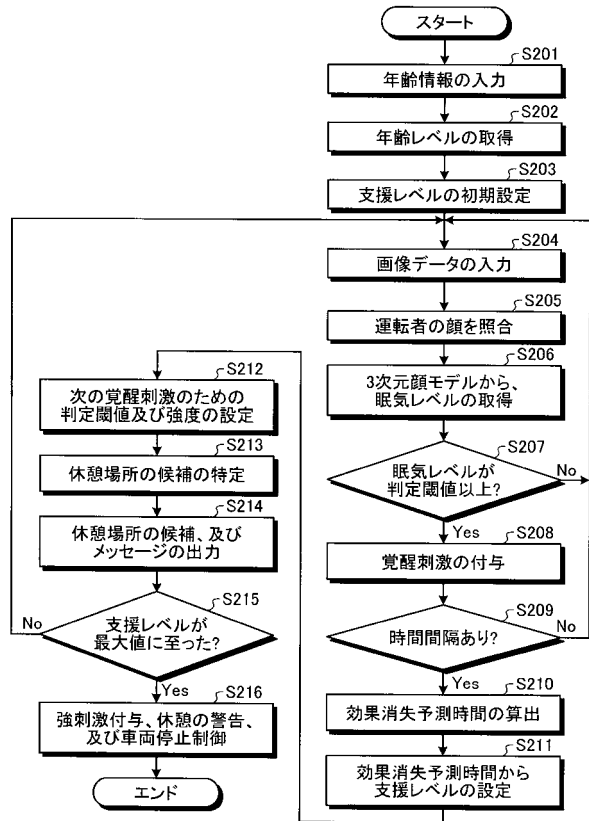 スタート
S201
年齢情報の入力
S202
年齢レベルの取得
S203
支援レベルの初期設定
S204
画像データの入力
S205
運転者の顔を照合
S206
3次元顔モデルから、
眠気レベルの取得
S207
眠気レベルが
判定閾値以上?
No
Yes
S208
覚醒刺激の付与
S209
時間間隔あり?
No
Yes
S210
効果消失予測時間の算出
S211
効果消失予測時間から
支援レベルの設定
S212
次の覚醒刺激のための
判定閾値及び強度の設定
S213
休憩場所の候補の特定
S214
休憩場所の候補、及び
メッセージの出力
S215
支援レベルが
最大値に至った?
No
Yes
S216
強刺激付与、休憩の警告、
及び車両停止制御
エンド